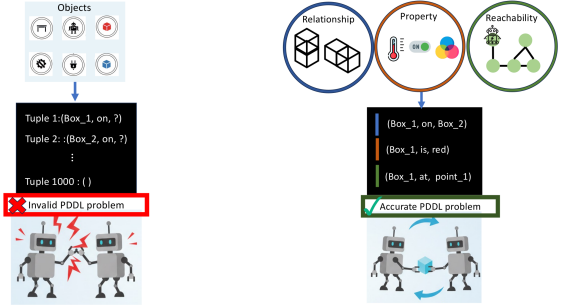 Objects
Tuple 1:(Box_1, on, ?)
Tuple 2: :(Box_2, on, ?)
⋮
Tuple 1000 : ( )
Invalid PDDL problem
Relationship
Property
Reachability
ON
(Box_1, on, Box_2)
(Box_1, is, red)
(Box_1, at, point_1)
Accurate PDDL problem